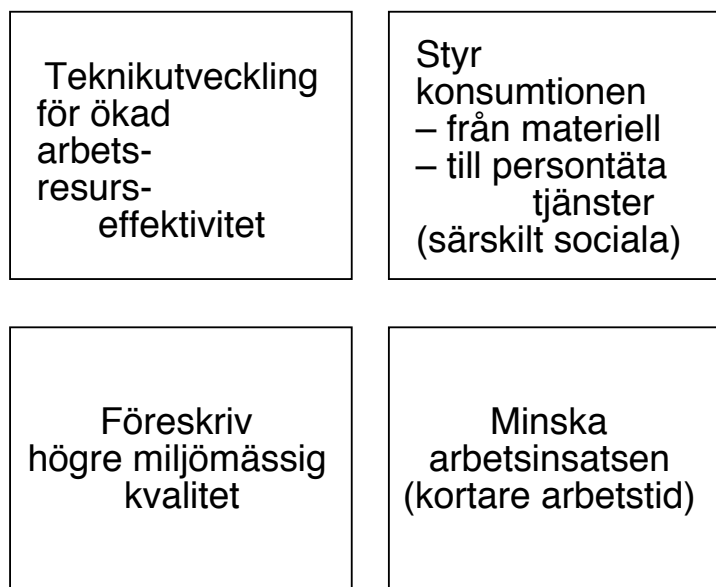 Teknikutveckling
för ökad
arbets-
resurs-
effektivitet
Styr
konsumtionen
– från materiell
– till persontäta
tjänster
(särskilt sociala)
Föreskriv
högre miljömässig
kvalitet
Minska
arbetsinsatsen
(kortare arbetstid)